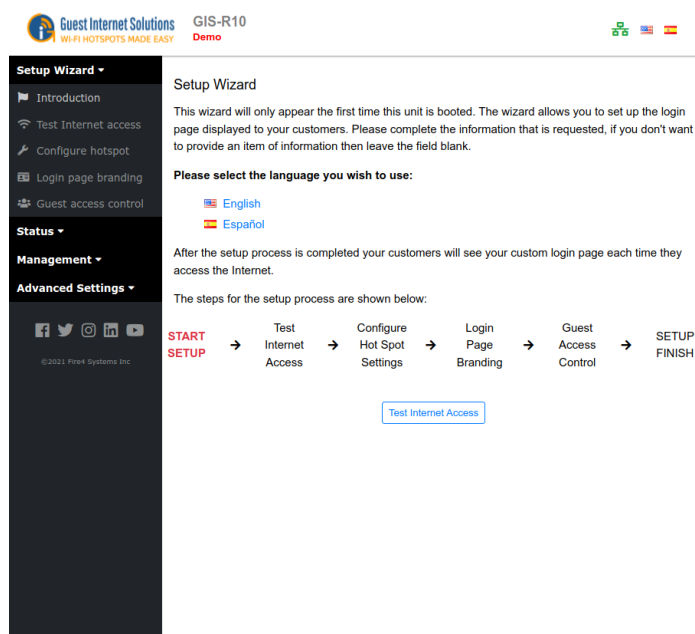 Guest Internet Solutions
WI-FI HOTSPOTS MADE EASY
GIS-R10
Demo
Setup Wizard
Introduction
Test Internet access
Configure hotspot
Login page branding
Guest access control
Status
Management
Advanced Settings
©2021 Fire4 Systems Inc
Setup Wizard
This wizard will only appear the first time this unit is booted. The wizard allows you to set up the login
page displayed to your customers. Please complete the information that is requested, if you don't want
to provide an item of information then leave the field blank.
Please select the language you wish to use:
English
Español
After the setup process is completed your customers will see your custom login page each time they
access the Internet.
The steps for the setup process are shown below:
START
SETUP
Test
Internet
Access
Configure
Hot Spot
Settings
Login
Page
Branding
Guest
Access
Control
SETUP
FINISH
Test Internet Access